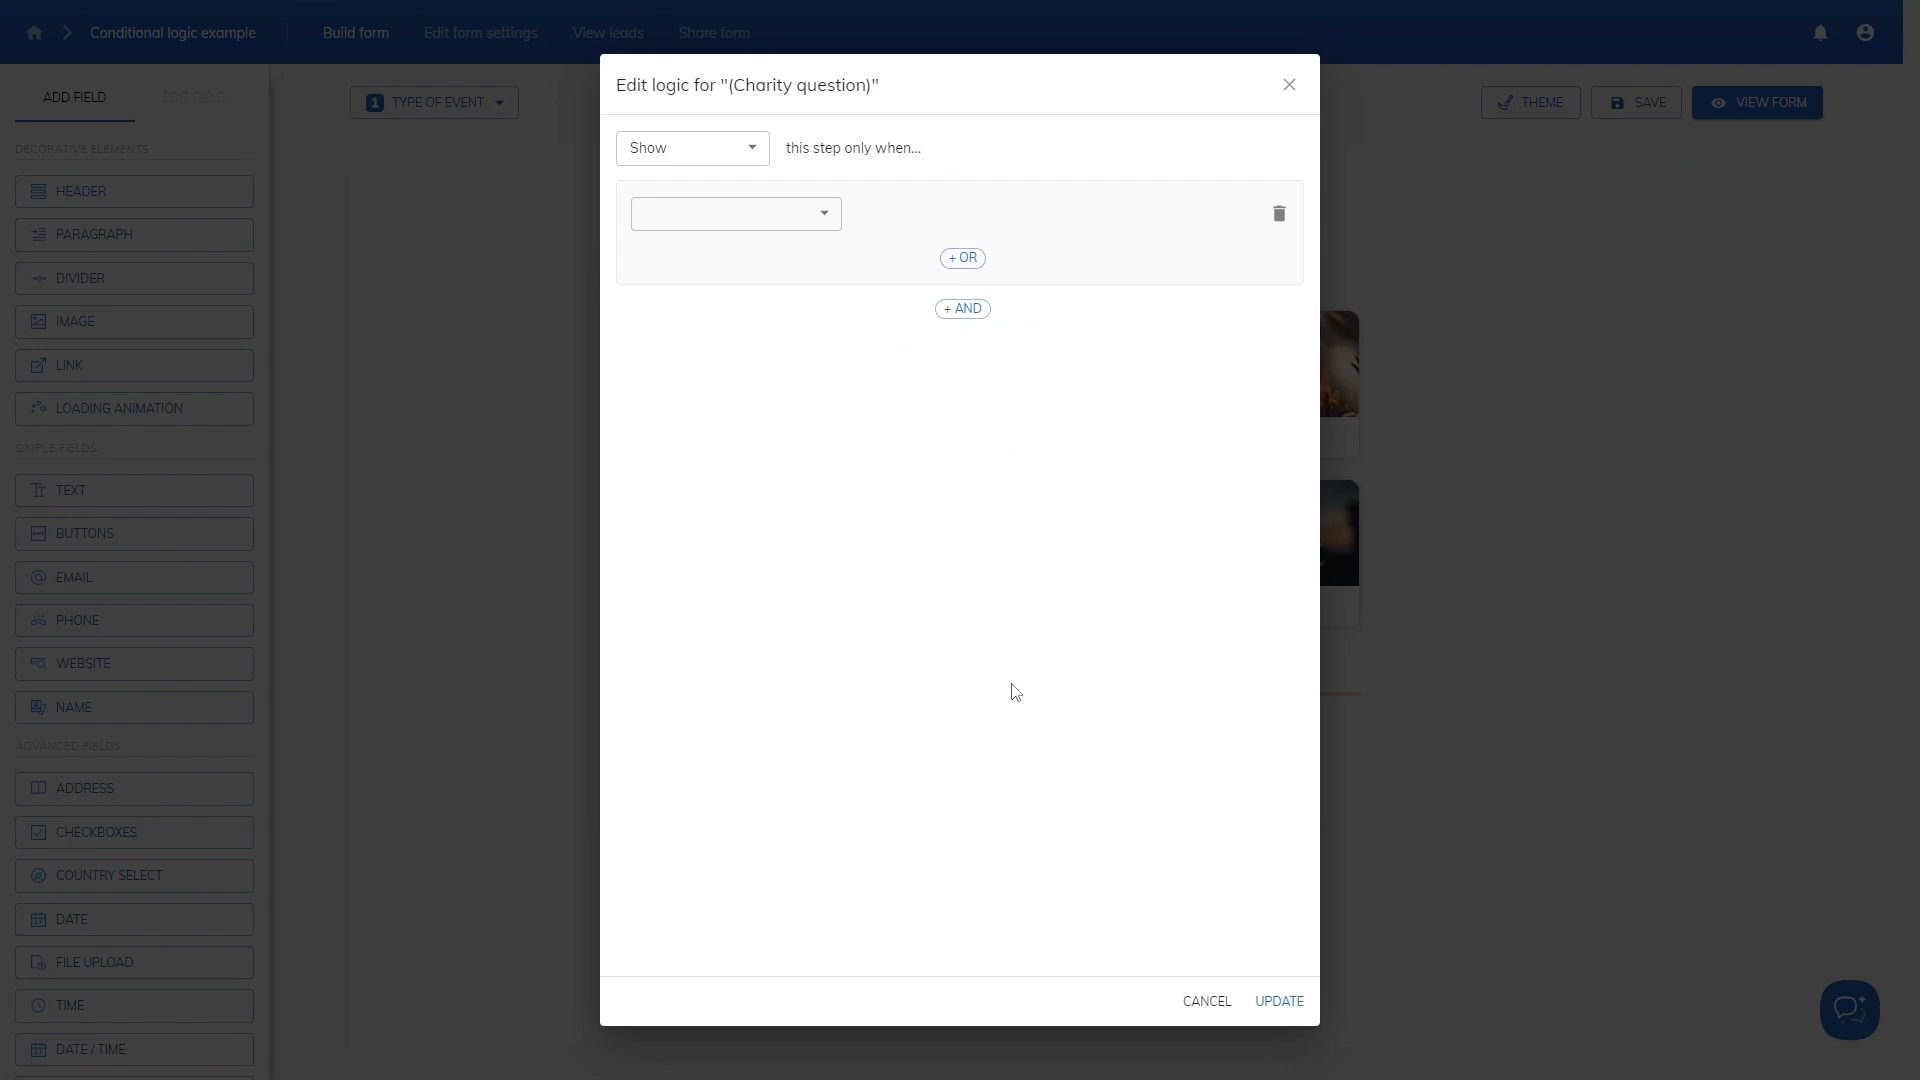 Conditional logic example
Build form
Edit form settings
View leads
Share form
ADD FIELD
EDIT FIELD
1 TYPE OF EVENT
THEME
SAVE
VIEW FORM
DECORATIVE ELEMENTS
HEADER
PARAGRAPH
DIVIDER
IMAGE
LINK
LOADING ANIMATION
SIMPLE FIELDS
TEXT
BUTTONS
EMAIL
PHONE
WEBSITE
NAME
ADVANCED FIELDS
ADDRESS
CHECKBOXES
COUNTRY SELECT
DATE
FILE UPLOAD
TIME
DATE / TIME
Edit logic for "(Charity question)"
Show
this step only when...
+ OR
+ AND
CANCEL
UPDATE